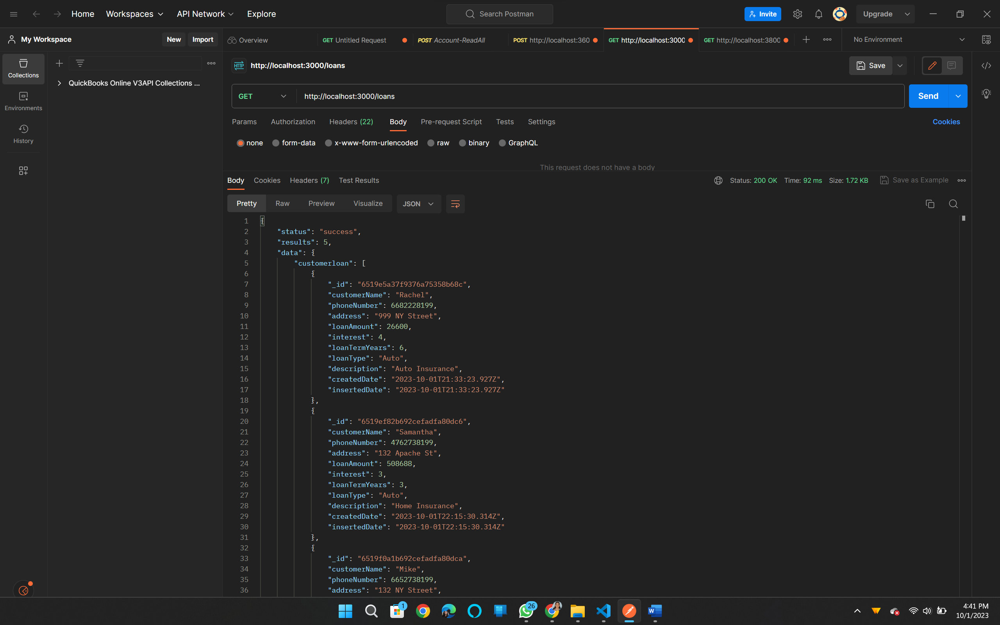 Home Workspaces API Network Explore Search Postman Invite Upgrade
My Workspace New Import Overview GET Untitled Request POST Account-ReadAll POST http://localhost:360 GET http://localhost:3000 GET http://localhost:3800 No Environment
Collections
Environments
History
QuickBooks Online V3API Collections ...
HTTP http://localhost:3000/loans Save
GET http://localhost:3000/loans Send
Params Authorization Headers (22) Body Pre-request Script Tests Settings Cookies
none form-data x-www-form-urlencoded raw binary GraphQL
This request does not have a body
Body Cookies Headers (7) Test Results Status: 200 OK Time: 92 ms Size: 1.72 KB Save as Example
Pretty Raw Preview Visualize JSON
1 {
2 "status": "success",
3 "results": 5,
4 "data": {
5 "customerloan": [
6 {
7 "_id": "6519e5a37f9376a75358b68c",
8 "customerName": "Rachel",
9 "phoneNumber": 6682228199,
10 "address": "999 NY Street",
11 "loanAmount": 26600,
12 "interest": 4,
13 "loanTermYears": 6,
14 "loanType": "Auto",
15 "description": "Auto Insurance",
16 "createdDate": "2023-10-01T21:33:23.927Z",
17 "insertedDate": "2023-10-01T21:33:23.927Z"
18 },
19 {
20 "_id": "6519ef82b692cefadfa80dc6",
21 "customerName": "Samantha",
22 "phoneNumber": 4762738199,
23 "address": "132 Apache St",
24 "loanAmount": 508688,
25 "interest": 3,
26 "loanTermYears": 3,
27 "loanType": "Auto",
28 "description": "Home Insurance",
29 "createdDate": "2023-10-01T22:15:30.314Z",
30 "insertedDate": "2023-10-01T22:15:30.314Z"
31 },
32 {
33 "_id": "6519f0a1b692cefadfa80dca",
34 "customerName": "Mike",
35 "phoneNumber": 6652738199,
36 "address": "132 NY Street",
1 26 W 4:41 PM
10/1/2023